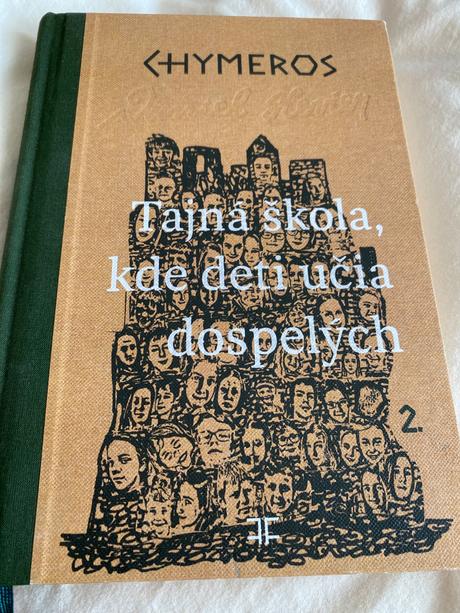 CHYMEROS
Tajná škola,
kde deti učia
dospelých
2.